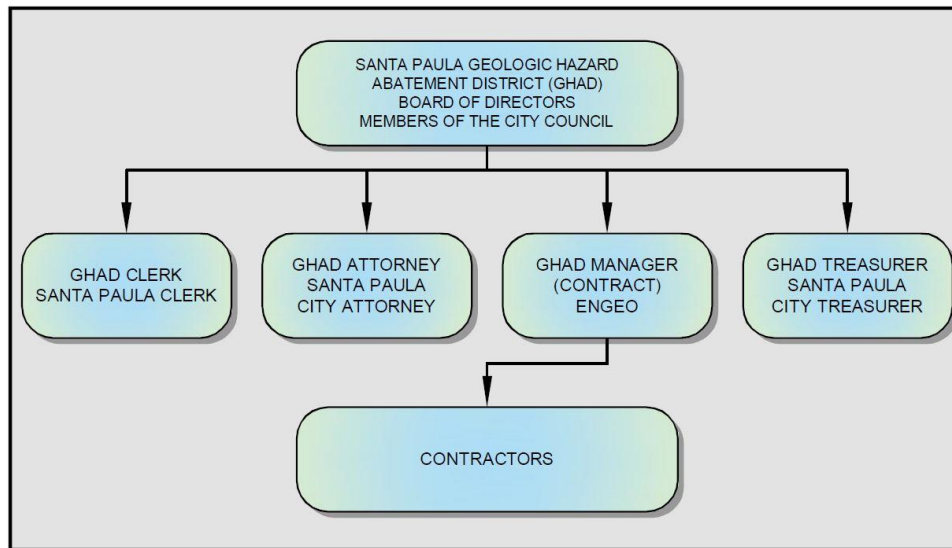 SANTA PAULA GEOLOGIC HAZARD
ABATEMENT DISTRICT (GHAD)
BOARD OF DIRECTORS
MEMBERS OF THE CITY COUNCIL
GHAD CLERK
SANTA PAULA CLERK
GHAD ATTORNEY
SANTA PAULA
CITY ATTORNEY
GHAD MANAGER
(CONTRACT)
ENGEO
GHAD TREASURER
SANTA PAULA
CITY TREASURER
CONTRACTORS